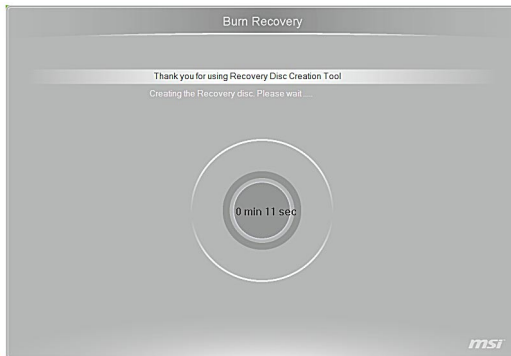 Burn Recovery
Thank you for using Recovery Disc Creation Tool
Creating the Recovery disc. Please wait.....
0 min 11 sec
msi